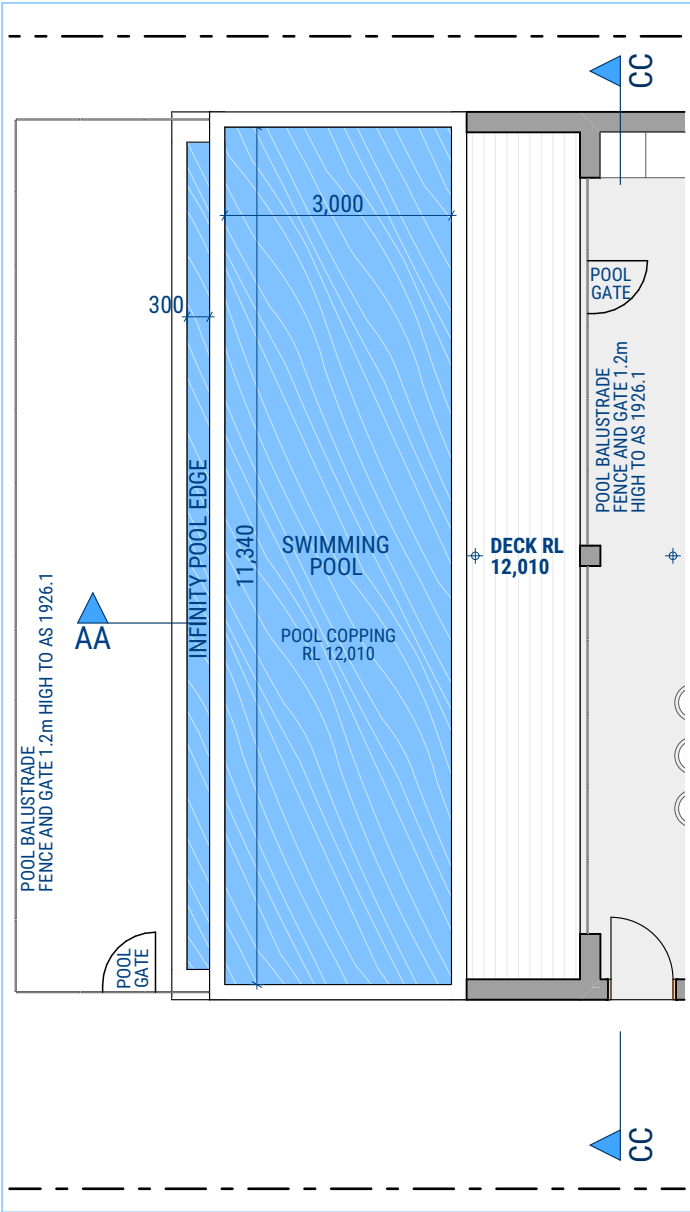 CC
3,000
POOL
GATE
300
POOL BALUSTRADE
FENCE AND GATE 1.2m
HIGH TO AS 1926.1
INFINITY POOL EDGE
11,340
SWIMMING
POOL
DECK RL
12,010
POOL COPPING
RL 12,010
AA
POOL BALUSTRADE
FENCE AND GATE 1.2m HIGH TO AS 1926.1
POOL
GATE
CC